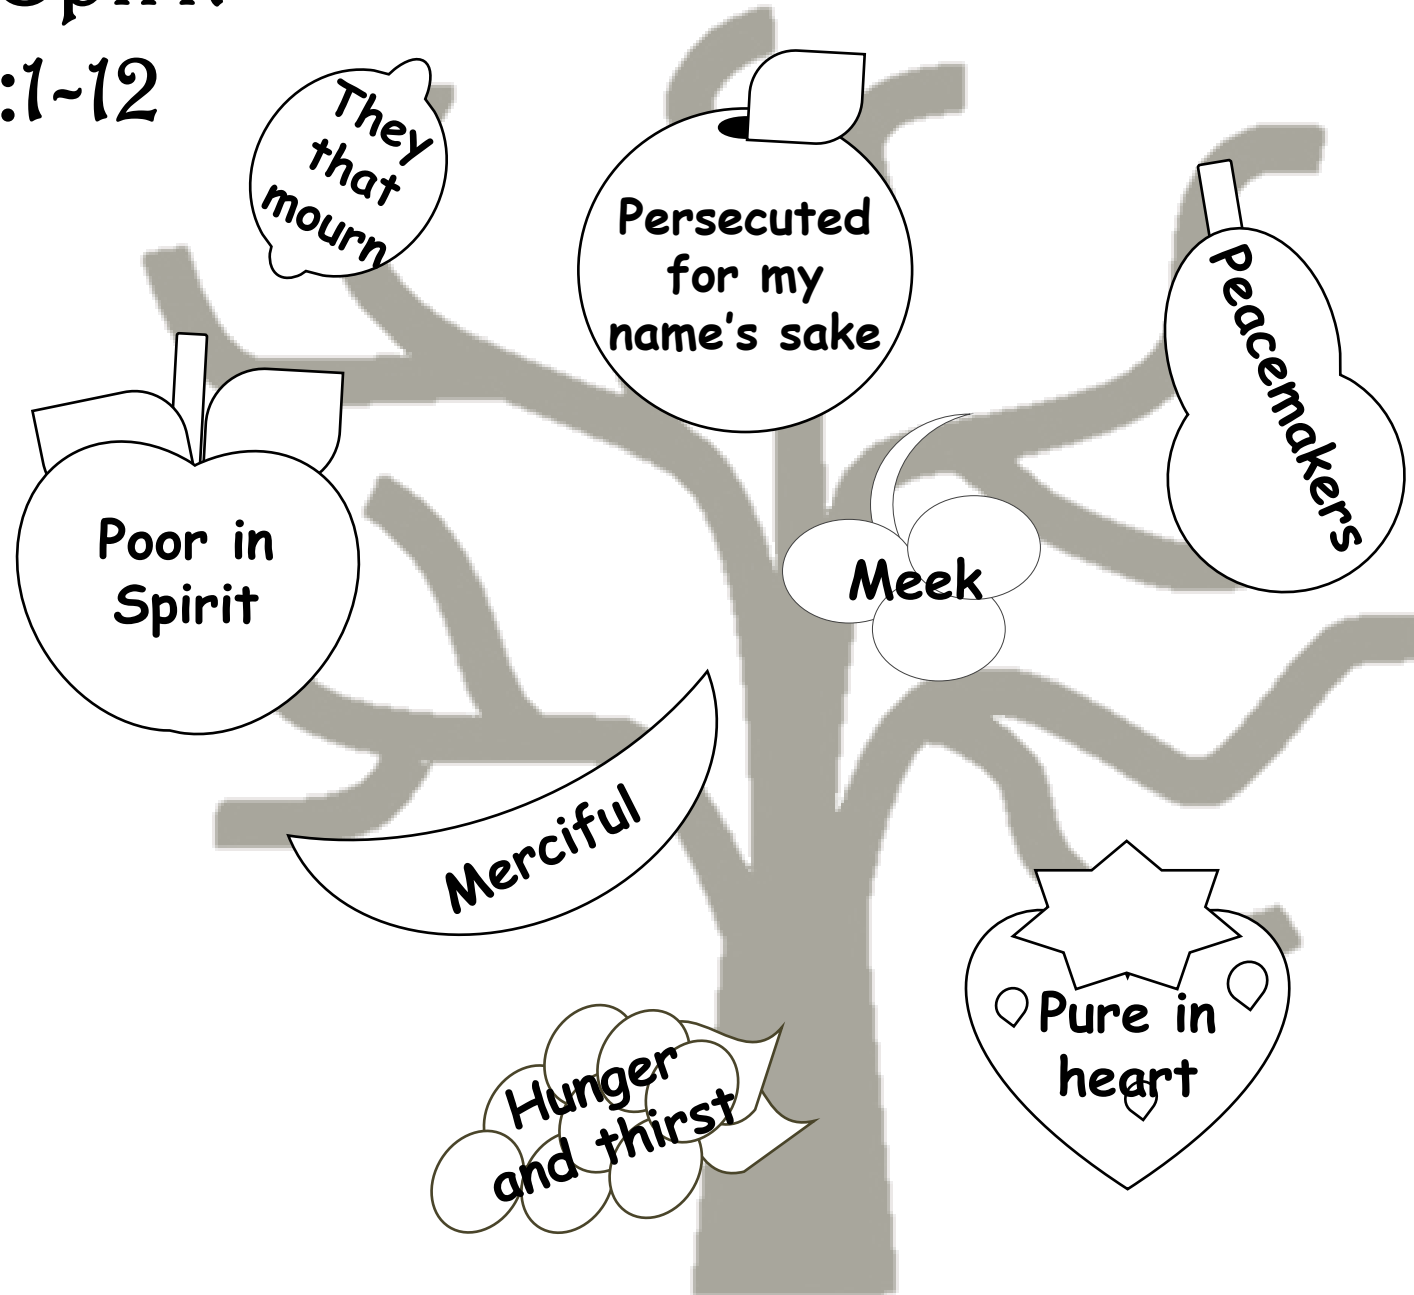 :1~12
They
that
mourn
Persecuted
for my
name's sake
Peacemakers
Poor in
Spirit
Meek
Merciful
Pure in
heart
Hunger
and thirst